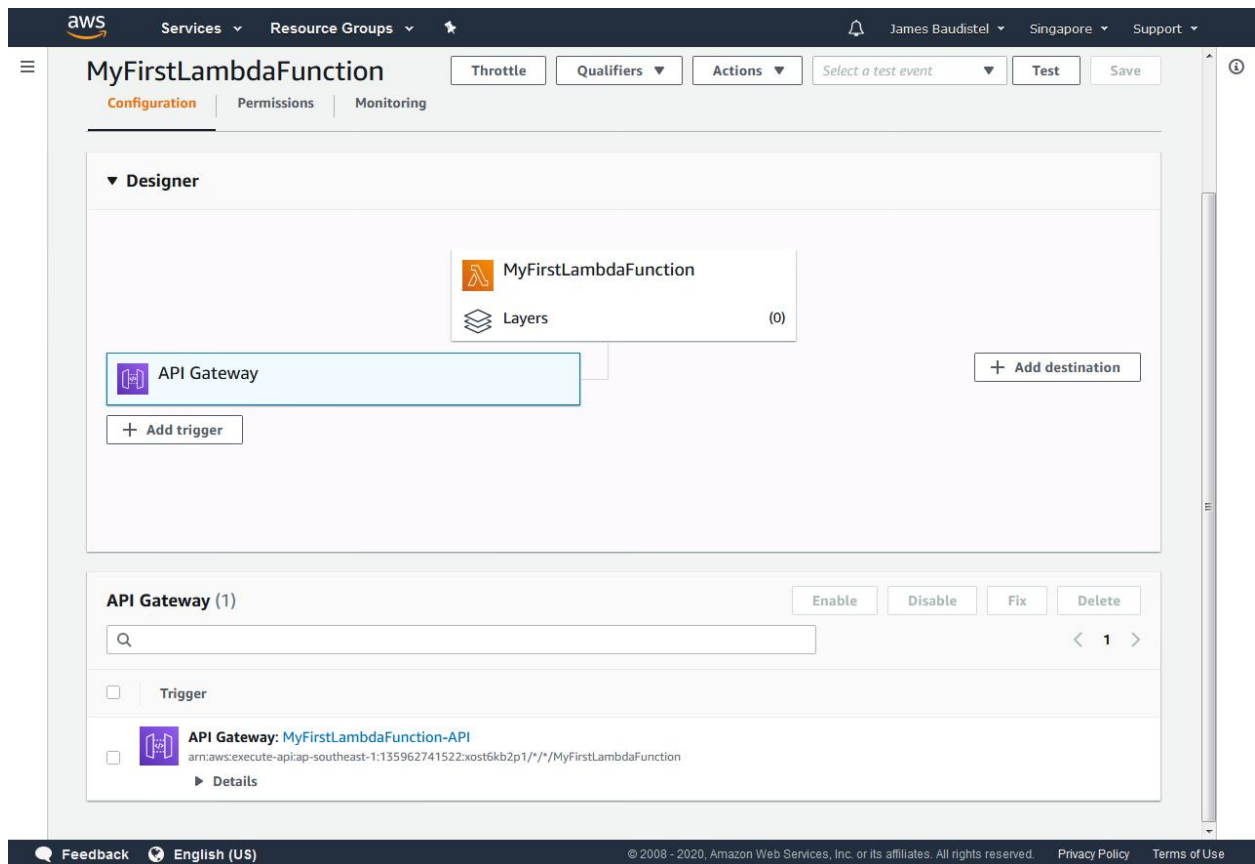 aws Services Resource Groups James Baudistel Singapore Support
MyFirstLambdaFunction Throttle Qualifiers Actions Select a test event Test Save
Configuration Permissions Monitoring
Designer
MyFirstLambdaFunction
Layers (0)
API Gateway
+ Add destination
+ Add trigger
API Gateway (1) Enable Disable Fix Delete
< 1 >
Trigger
API Gateway: MyFirstLambdaFunction-API
arn:aws:execute-api:ap-southeast-1:135962741522:xost6kb2p1/*/*/MyFirstLambdaFunction
Details
Feedback English (US) © 2008 - 2020, Amazon Web Services, Inc. or its affiliates. All rights reserved. Privacy Policy Terms of Use